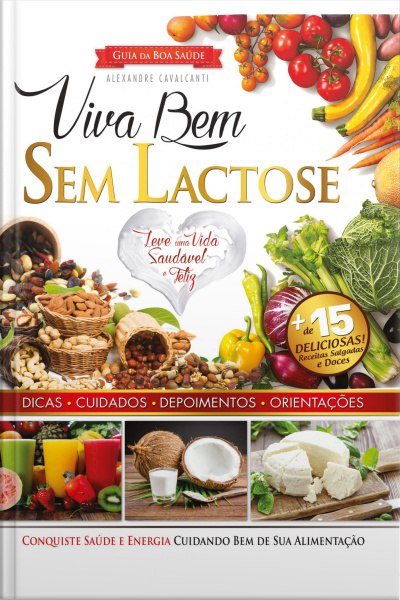 GUIA DA BOA SAÚDE
ALEXANDRE CAVALCANTI
Viva Bem
SEM LACTOSE
Leve uma Vida
Saudável
e Feliz
+ de 15
DELICIOSAS!
Receitas Salgadas
e Doces
DICAS • CUIDADOS • DEPOIMENTOS • ORIENTAÇÕES
CONQUISTE SAÚDE E ENERGIA CUIDANDO BEM DE SUA ALIMENTAÇÃO